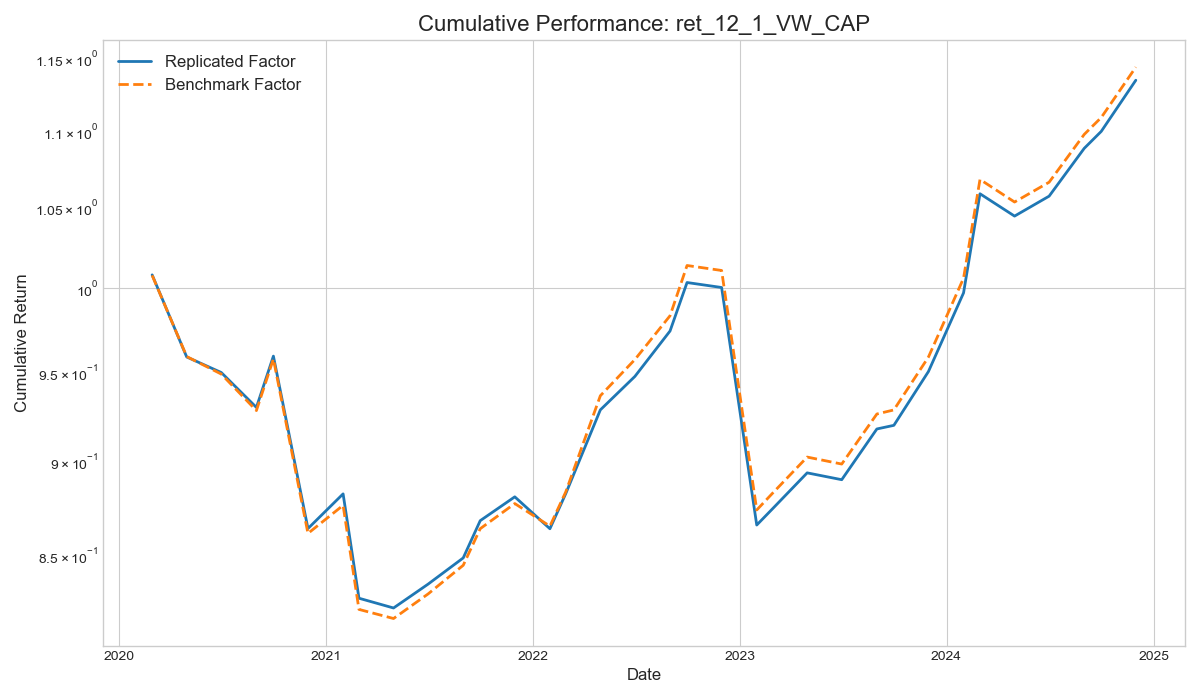 Cumulative Performance: ret_12_1_VW_CAP
Replicated Factor
Benchmark Factor
Cumulative Return
1.15 × 10⁰
1.1 × 10⁰
1.05 × 10⁰
10⁰
9.5 × 10⁻¹
9 × 10⁻¹
8.5 × 10⁻¹
2020 2021 2022 2023 2024 2025
Date